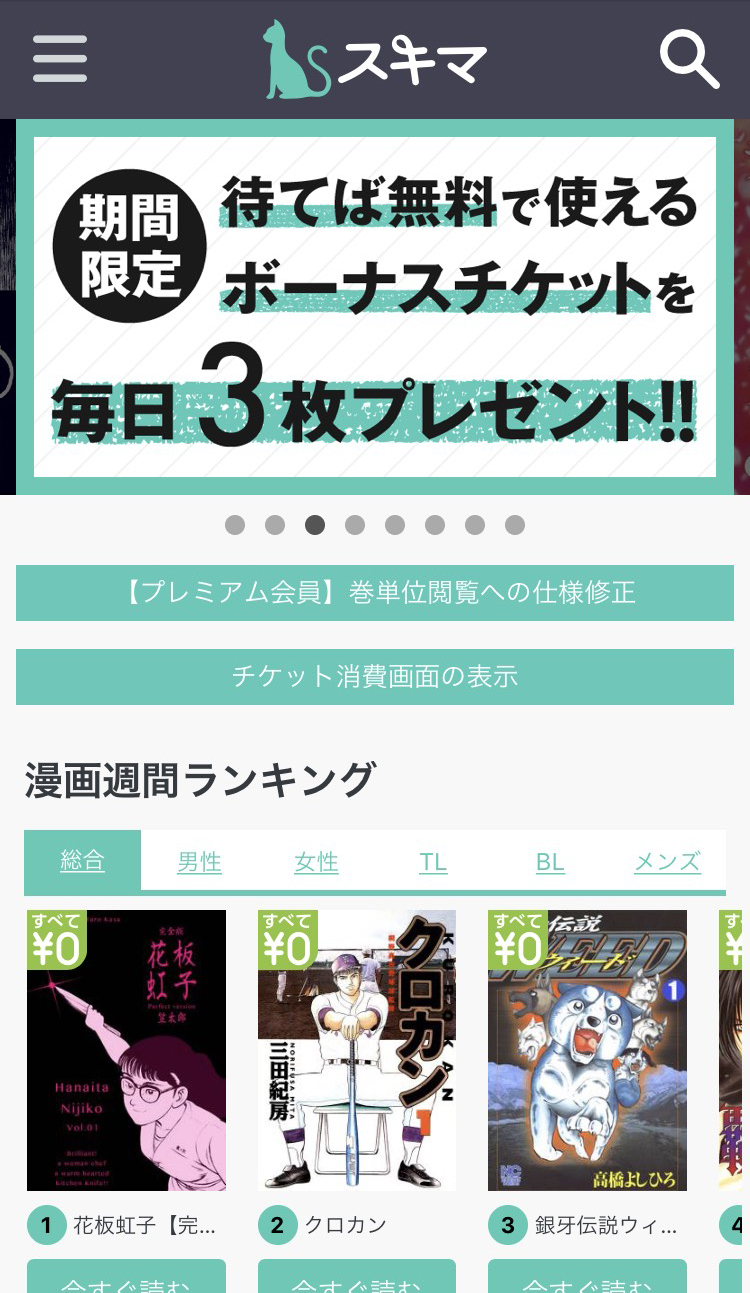 スキマ
期間
限定
待てば無料で使える
ボーナスチケットを
毎日3枚プレゼント!!
【プレミアム会員】巻単位閲覧への仕様修正
チケット消費画面の表示
漫画週間ランキング
総合 男性 女性 TL BL メンズ
すべて
¥0
完全版
花板
虹子
Perfect version
笠太郎
Hanaita
Nijiko
Vol.01
Brilliant!
a woman chef
a warm hearted
kitchen knife!!
すべて
¥0
クロカン
KUROKAN
1
三田紀房
NORIFUSA MITA
すべて
¥0
伝説
WEED
ウィード
1
高橋よしひろ
1 花板虹子【完...
2 クロカン
3 銀牙伝説ウィ...
4
今すぐ読む
今すぐ読む
今すぐ読む